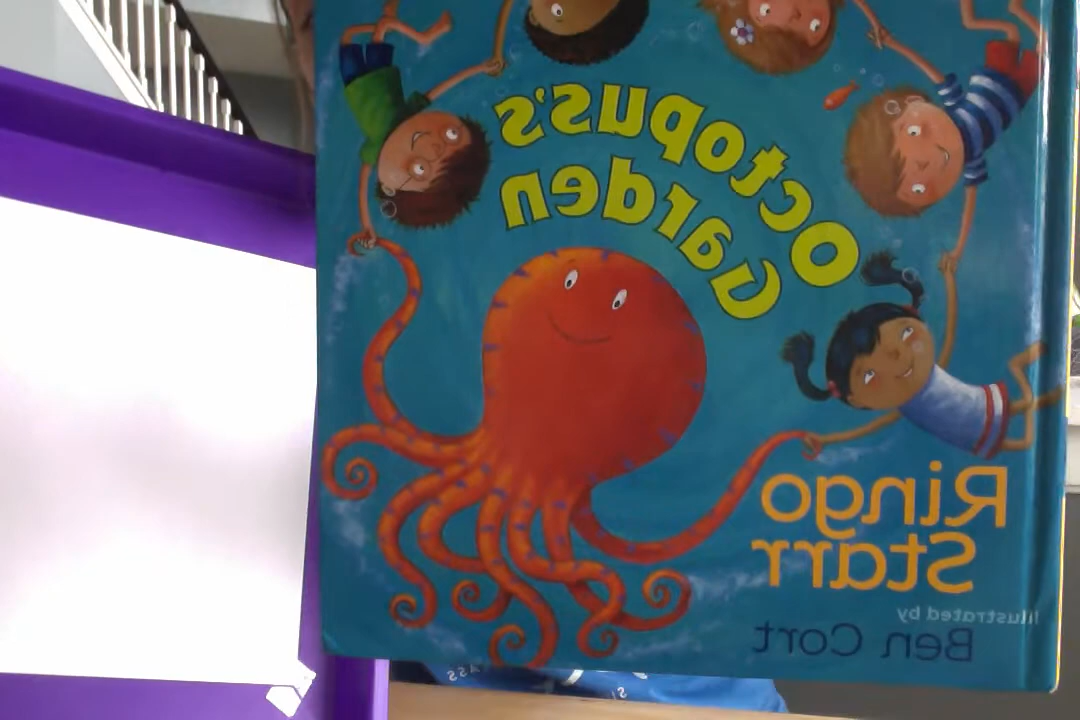 Octopus's
Garden
Ringo
Starr
Illustrated by
Ben Cort